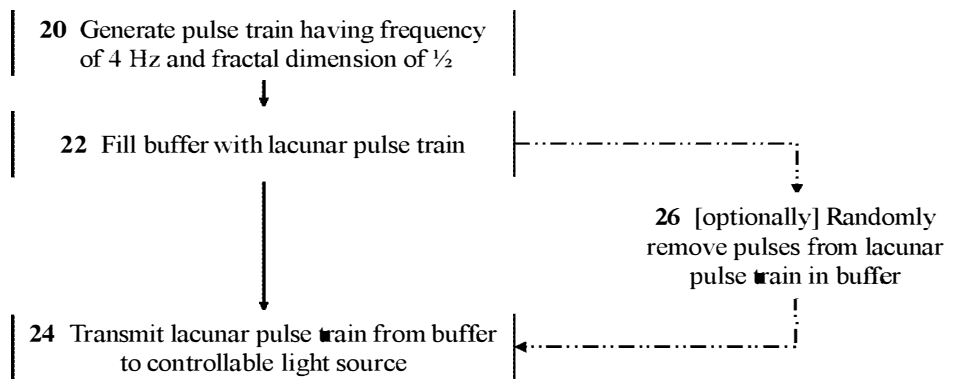 20 Generate pulse train having frequency
of 4 Hz and fractal dimension of ½
22 Fill buffer with lacunar pulse train
26 [optionally] Randomly
remove pulses from lacunar
pulse train in buffer
24 Transmit lacunar pulse train from buffer
to controllable light source